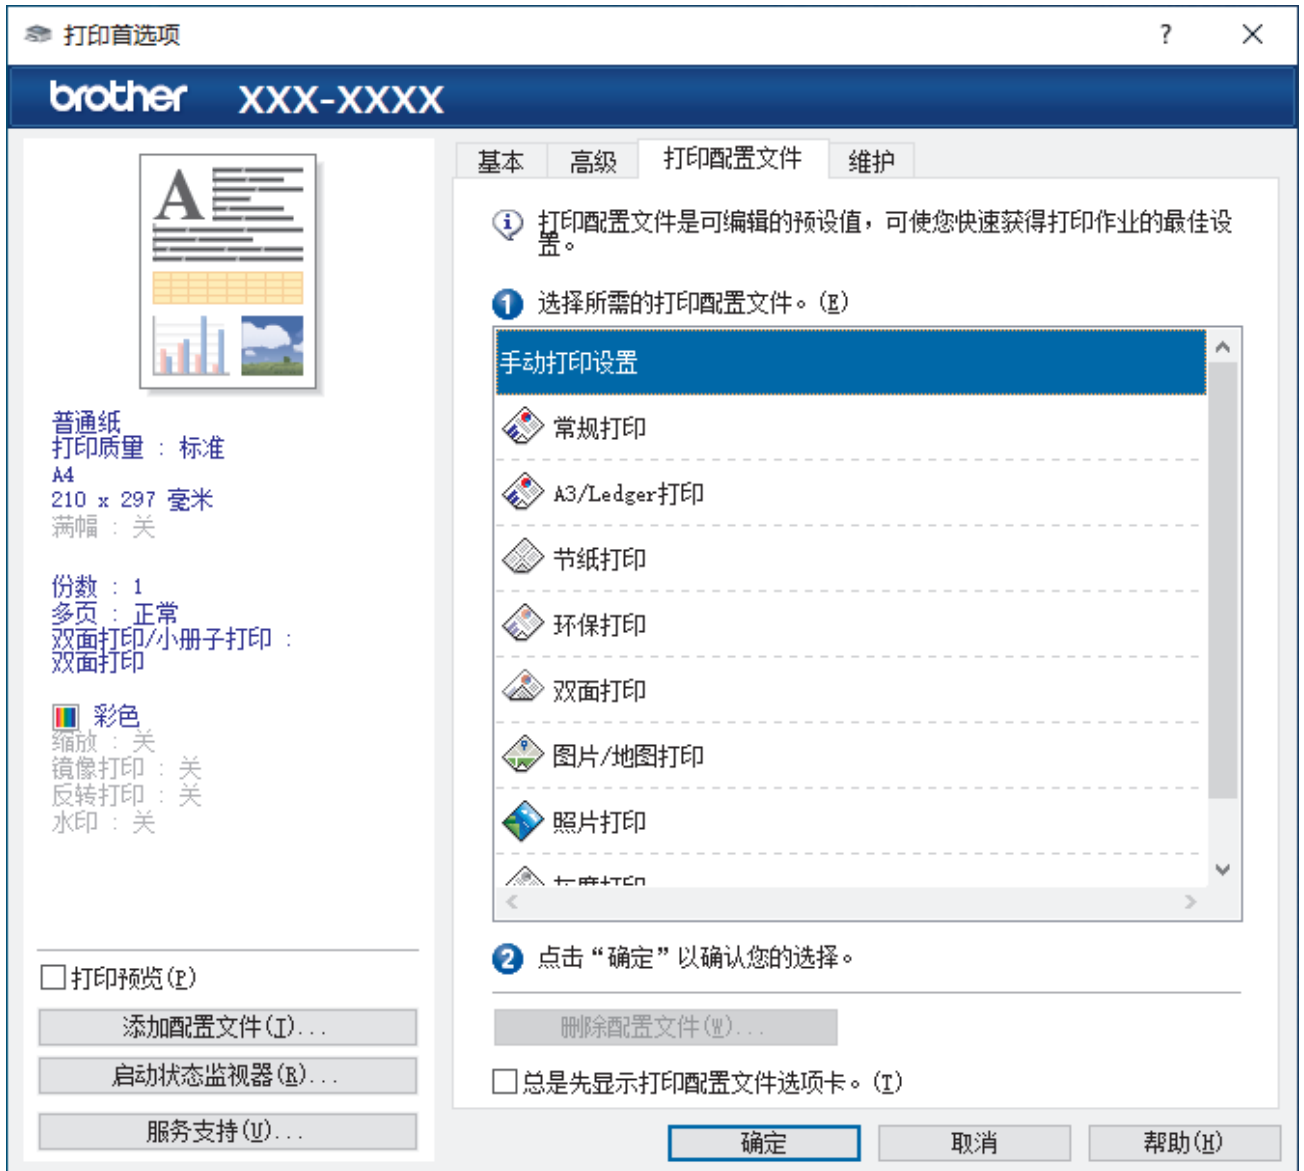 打印首选项
?
brother XXX-XXXX
普通纸
打印质量 : 标准
A4
210 x 297 毫米
满幅 : 关
份数 : 1
多页 : 正常
双面打印/小册子打印 :
双面打印
彩色
缩放 : 关
镜像打印 : 关
反转打印 : 关
水印 : 关
打印预览(P)
添加配置文件(I)...
启动状态监视器(R)...
服务支持(U)...
基本 高级 打印配置文件 维护
打印配置文件是可编辑的预设值，可使您快速获得打印作业的最佳设
置。
1 选择所需的打印配置文件。(E)
手动打印设置
常规打印
A3/Ledger打印
节纸打印
环保打印
双面打印
图片/地图打印
照片打印
灰度打印
2 点击“确定”以确认您的选择。
删除配置文件(W)...
总是先显示打印配置文件选项卡。(T)
确定 取消 帮助(H)